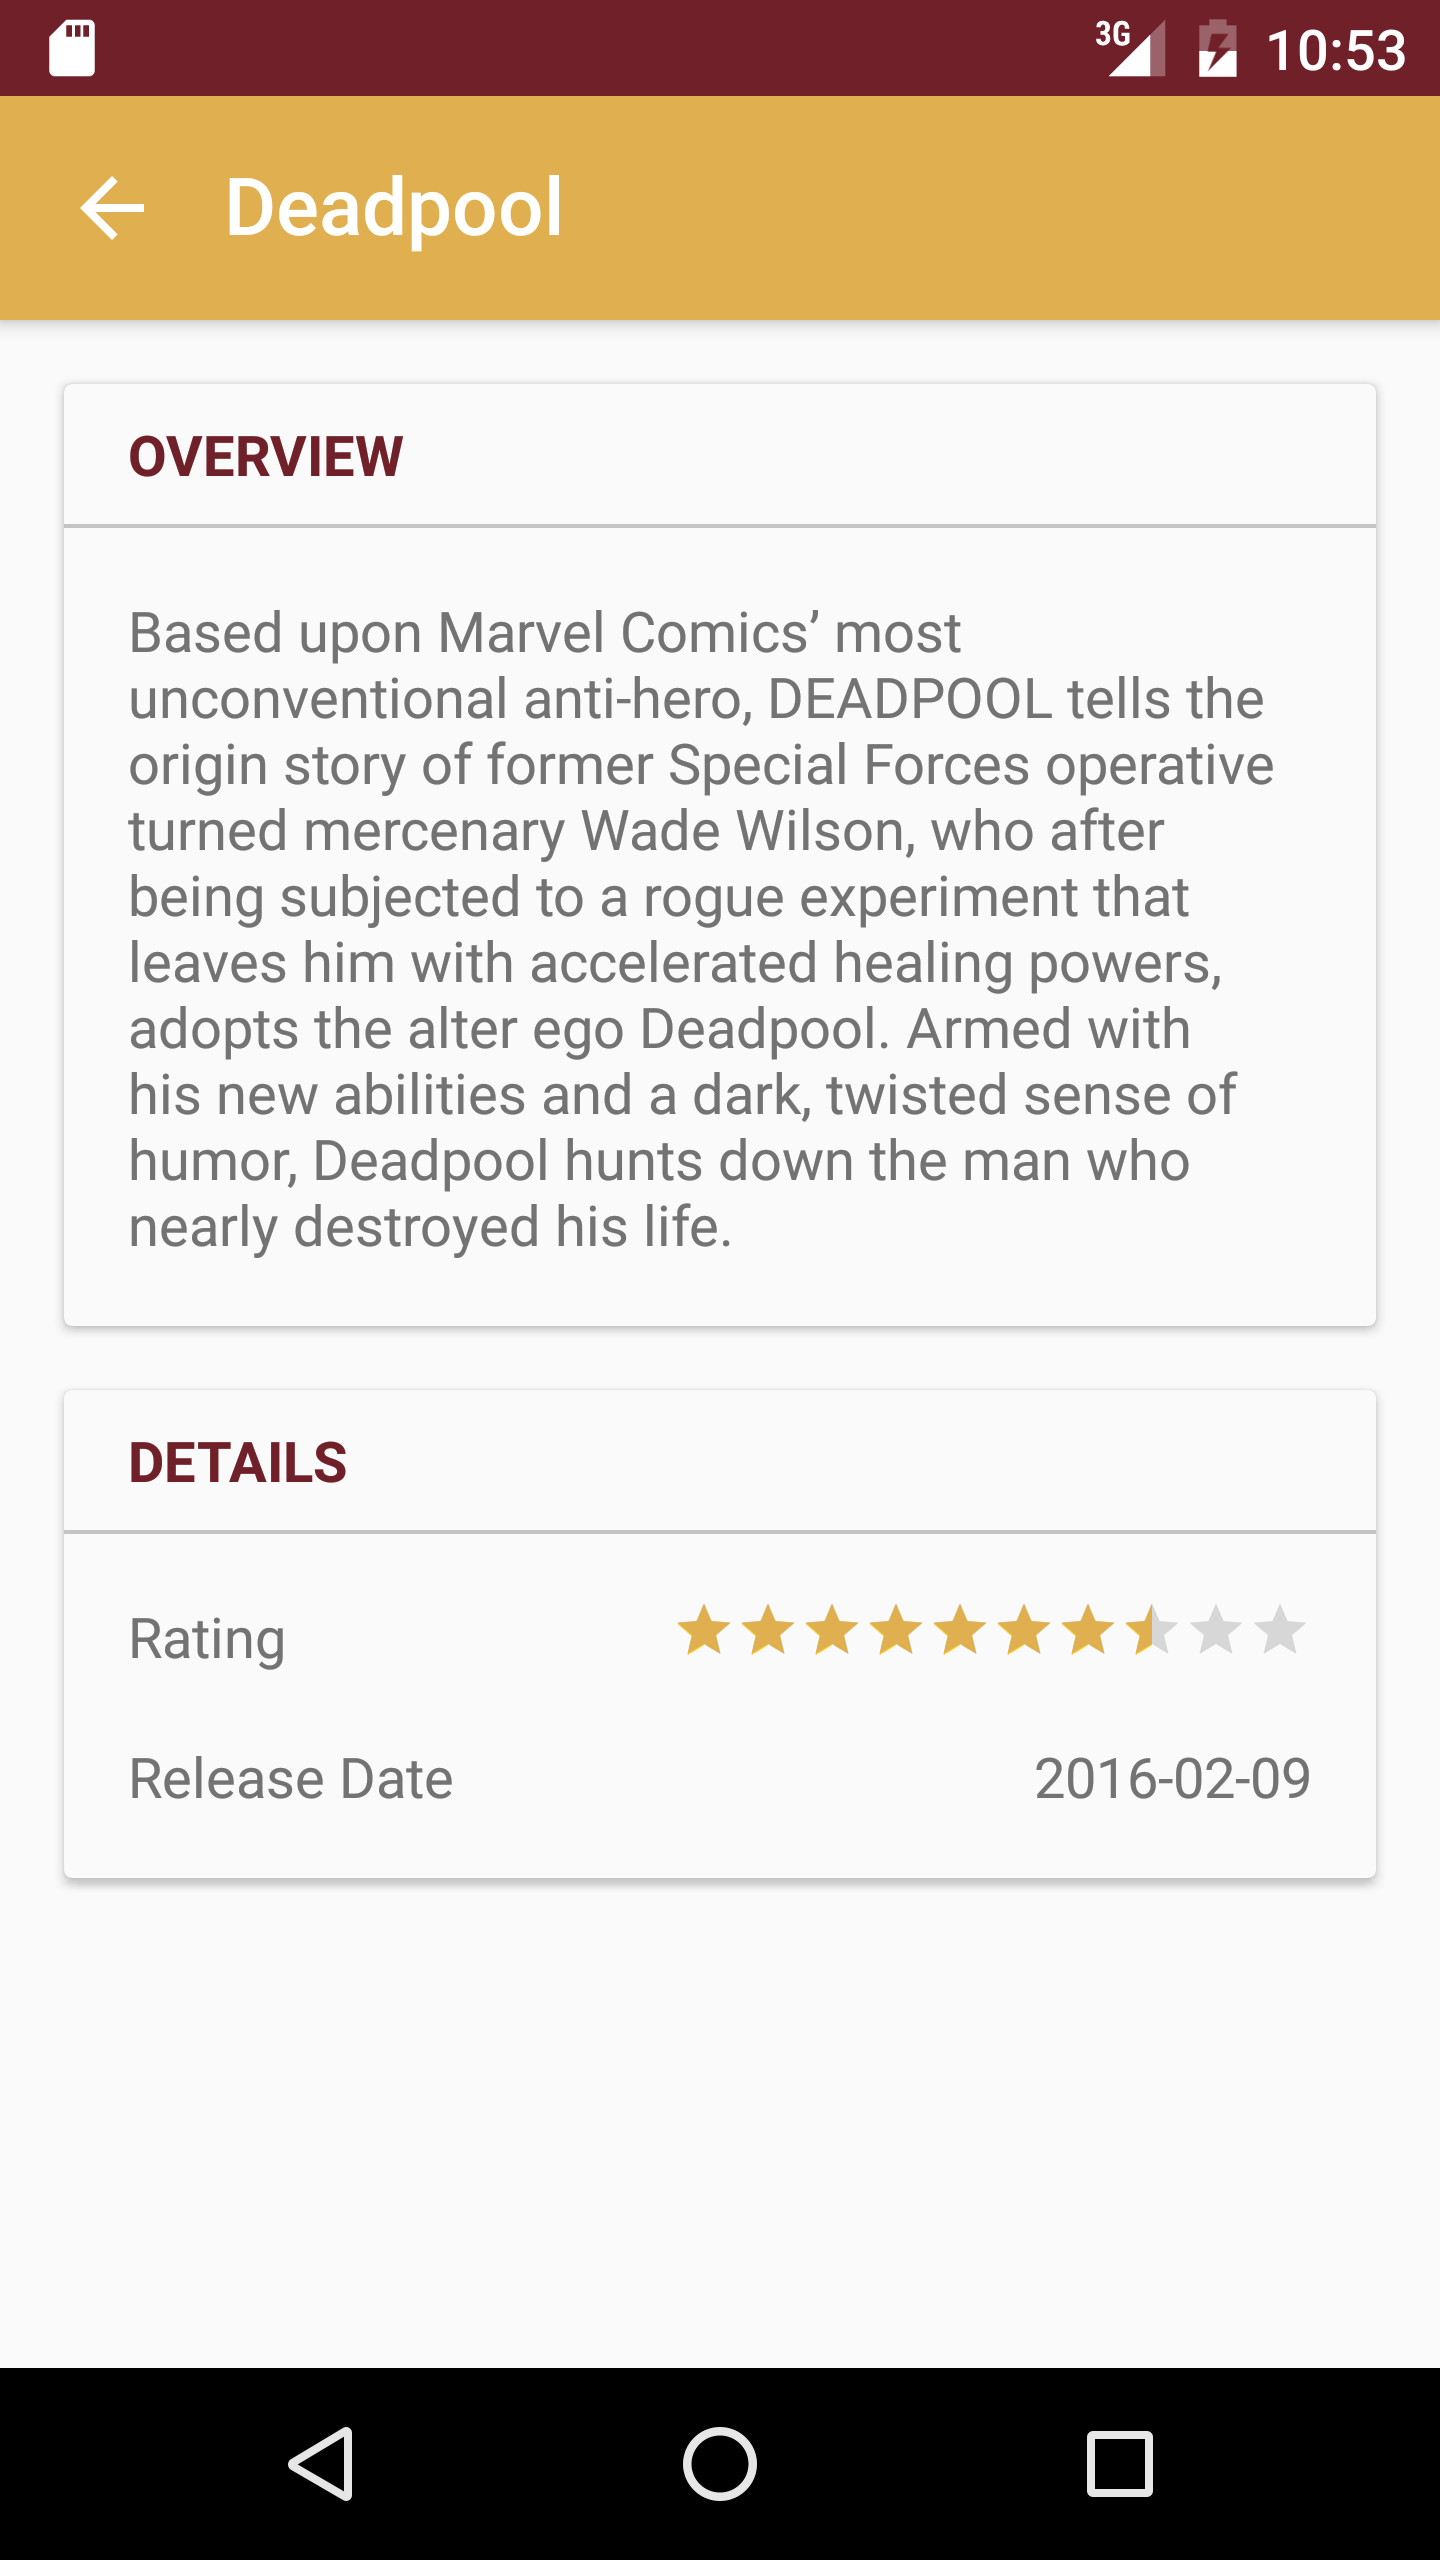 3G 10:53
Deadpool
OVERVIEW
Based upon Marvel Comics’ most
unconventional anti-hero, DEADPOOL tells the
origin story of former Special Forces operative
turned mercenary Wade Wilson, who after
being subjected to a rogue experiment that
leaves him with accelerated healing powers,
adopts the alter ego Deadpool. Armed with
his new abilities and a dark, twisted sense of
humor, Deadpool hunts down the man who
nearly destroyed his life.
DETAILS
Rating
Release Date 2016-02-09